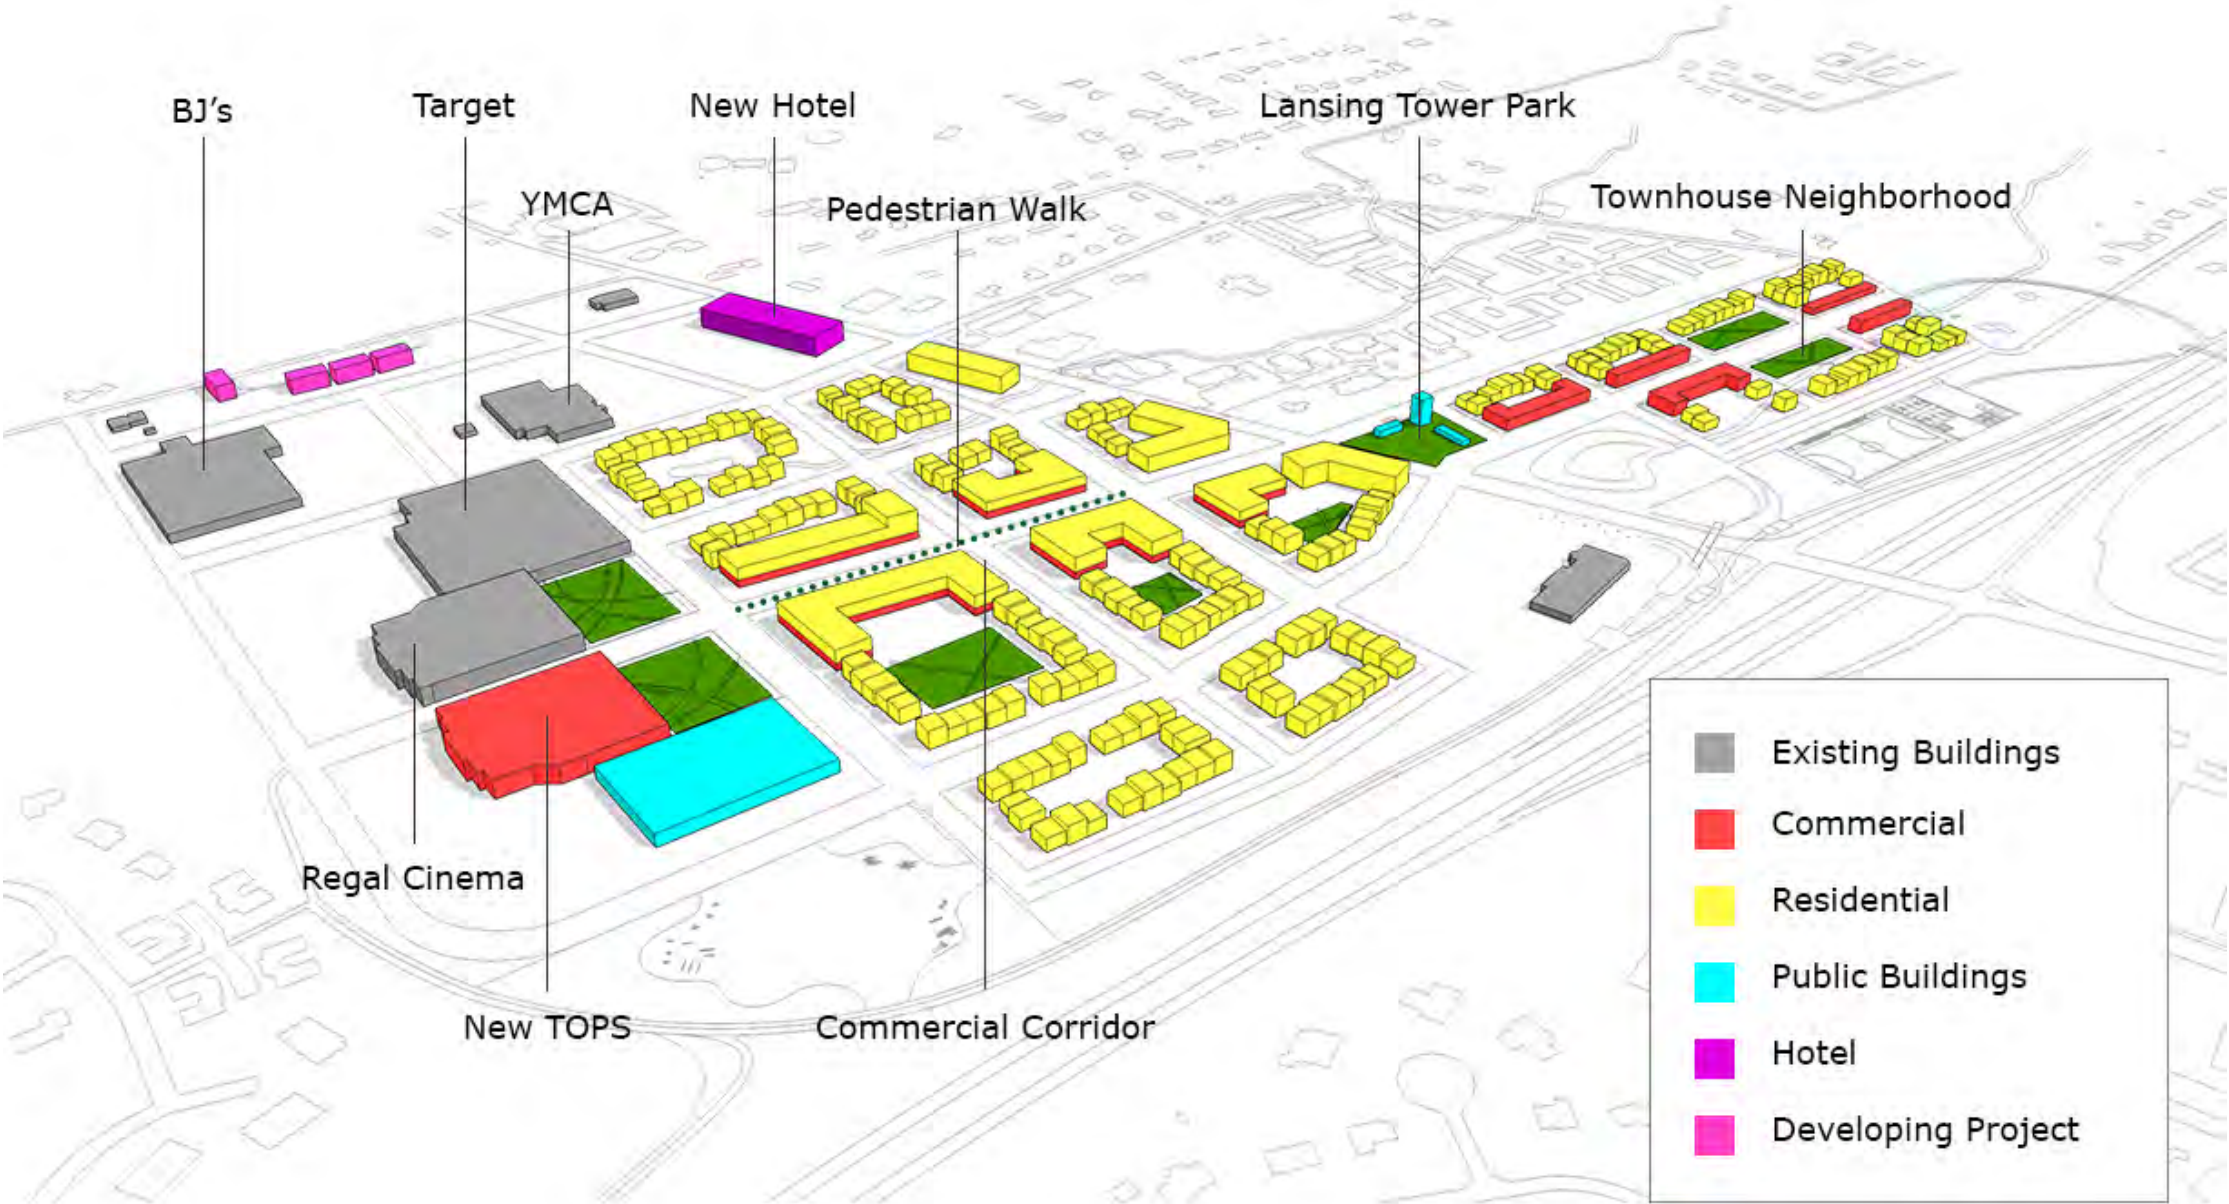 BJ’s
Target
New Hotel
Lansing Tower Park
YMCA
Pedestrian Walk
Townhouse Neighborhood
Regal Cinema
New TOPS
Commercial Corridor
Existing Buildings
Commercial
Residential
Public Buildings
Hotel
Developing Project